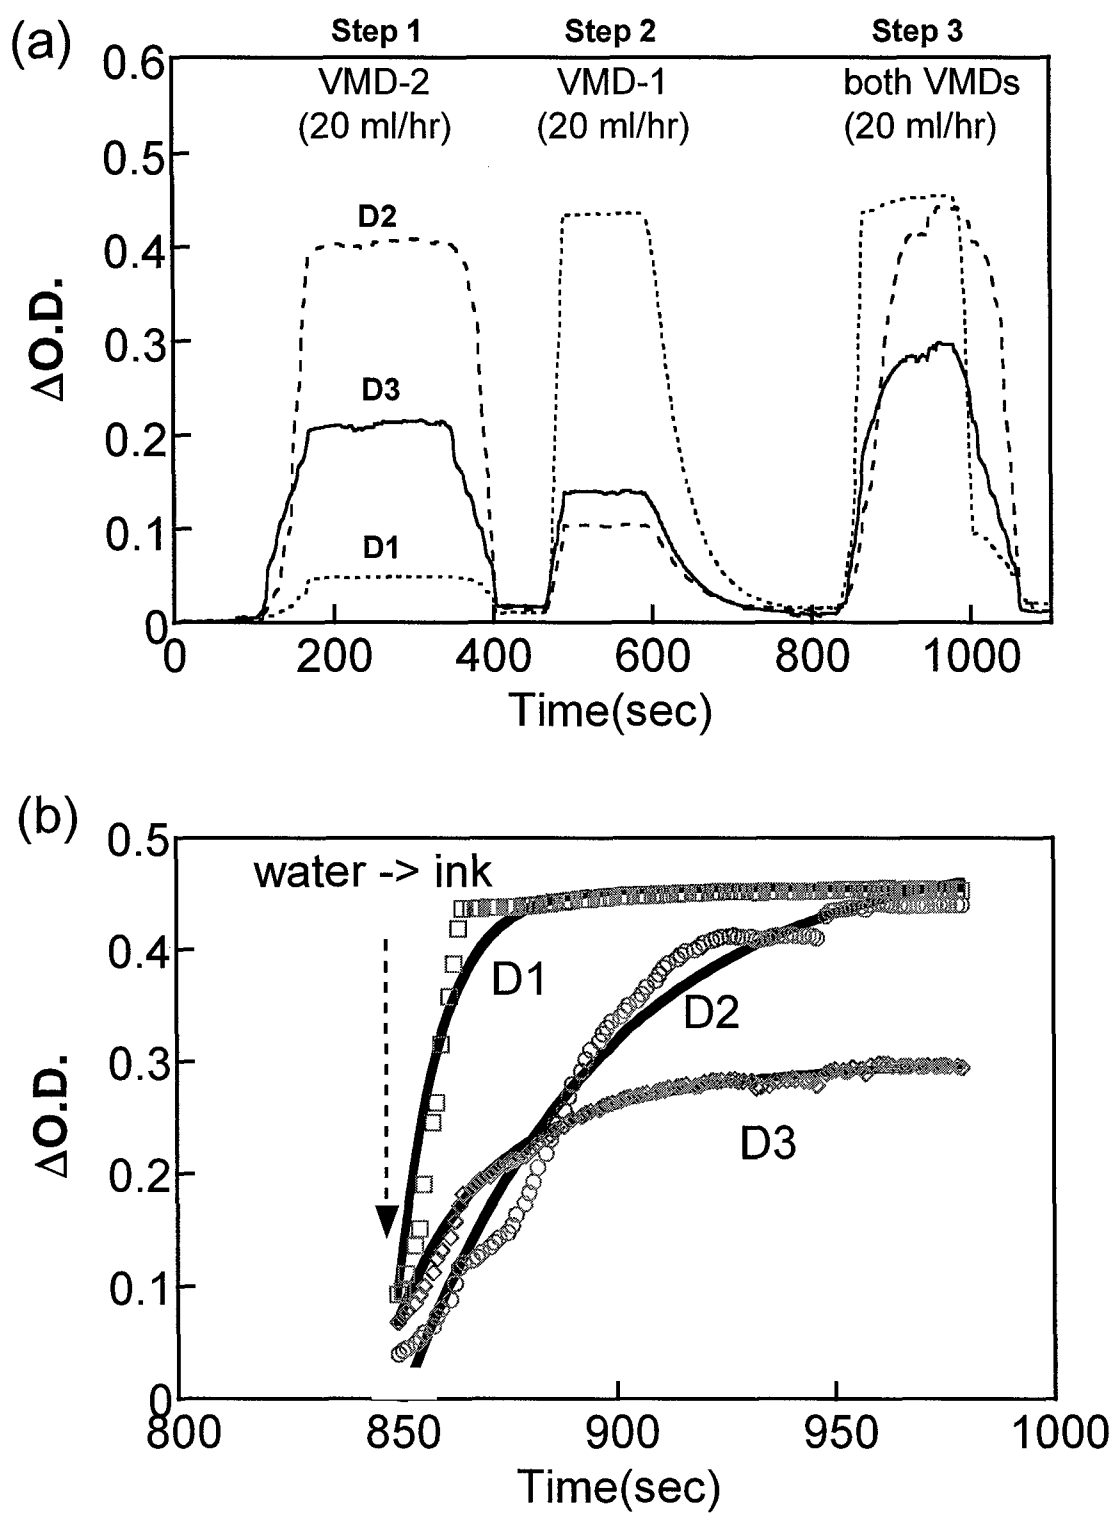 (a)
Step 1 Step 2 Step 3
0.6
VMD-2 VMD-1 both VMDs
(20 ml/hr) (20 ml/hr) (20 ml/hr)
0.5
D2
0.4
ΔO.D.
0.3
D3
0.2
0.1
D1
0
0 200 400 600 800 1000
Time(sec)
(b)
0.5
water -> ink
0.4
D1
D2
0.3
ΔO.D.
D3
0.2
0.1
0
800 850 900 950 1000
Time(sec)